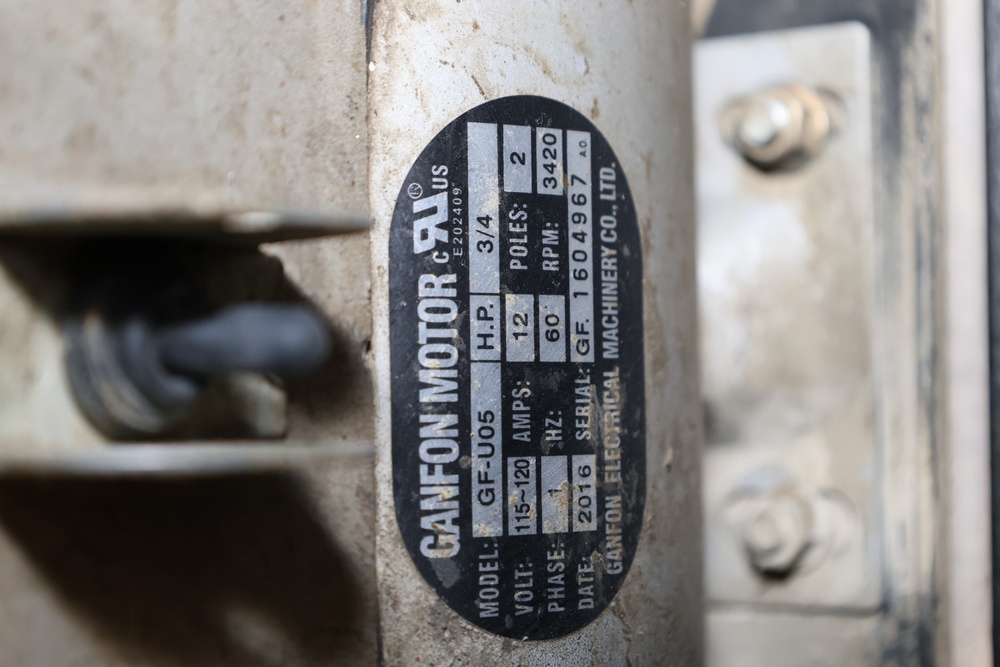 GANFON MOTOR c RU US
E202409
MODEL: GF-U05 H.P. 3/4
VOLT: 115~120 AMPS: 12 POLES: 2
PHASE: 1 HZ: 60 RPM: 3420
DATE: 2016 SERIAL: GF. 1604967 A.O.
GANFON ELECTRICAL MACHINERY CO., LTD.